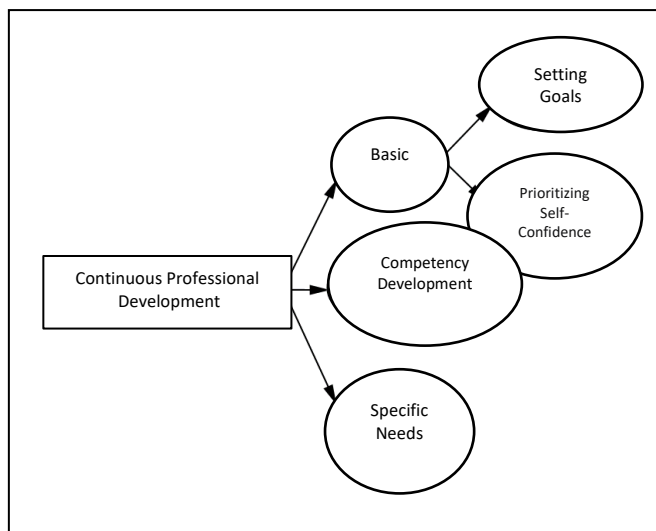 Setting
Goals
Basic
Prioritizing
Self-
Confidence
Competency
Development
Continuous Professional
Development
Specific
Needs